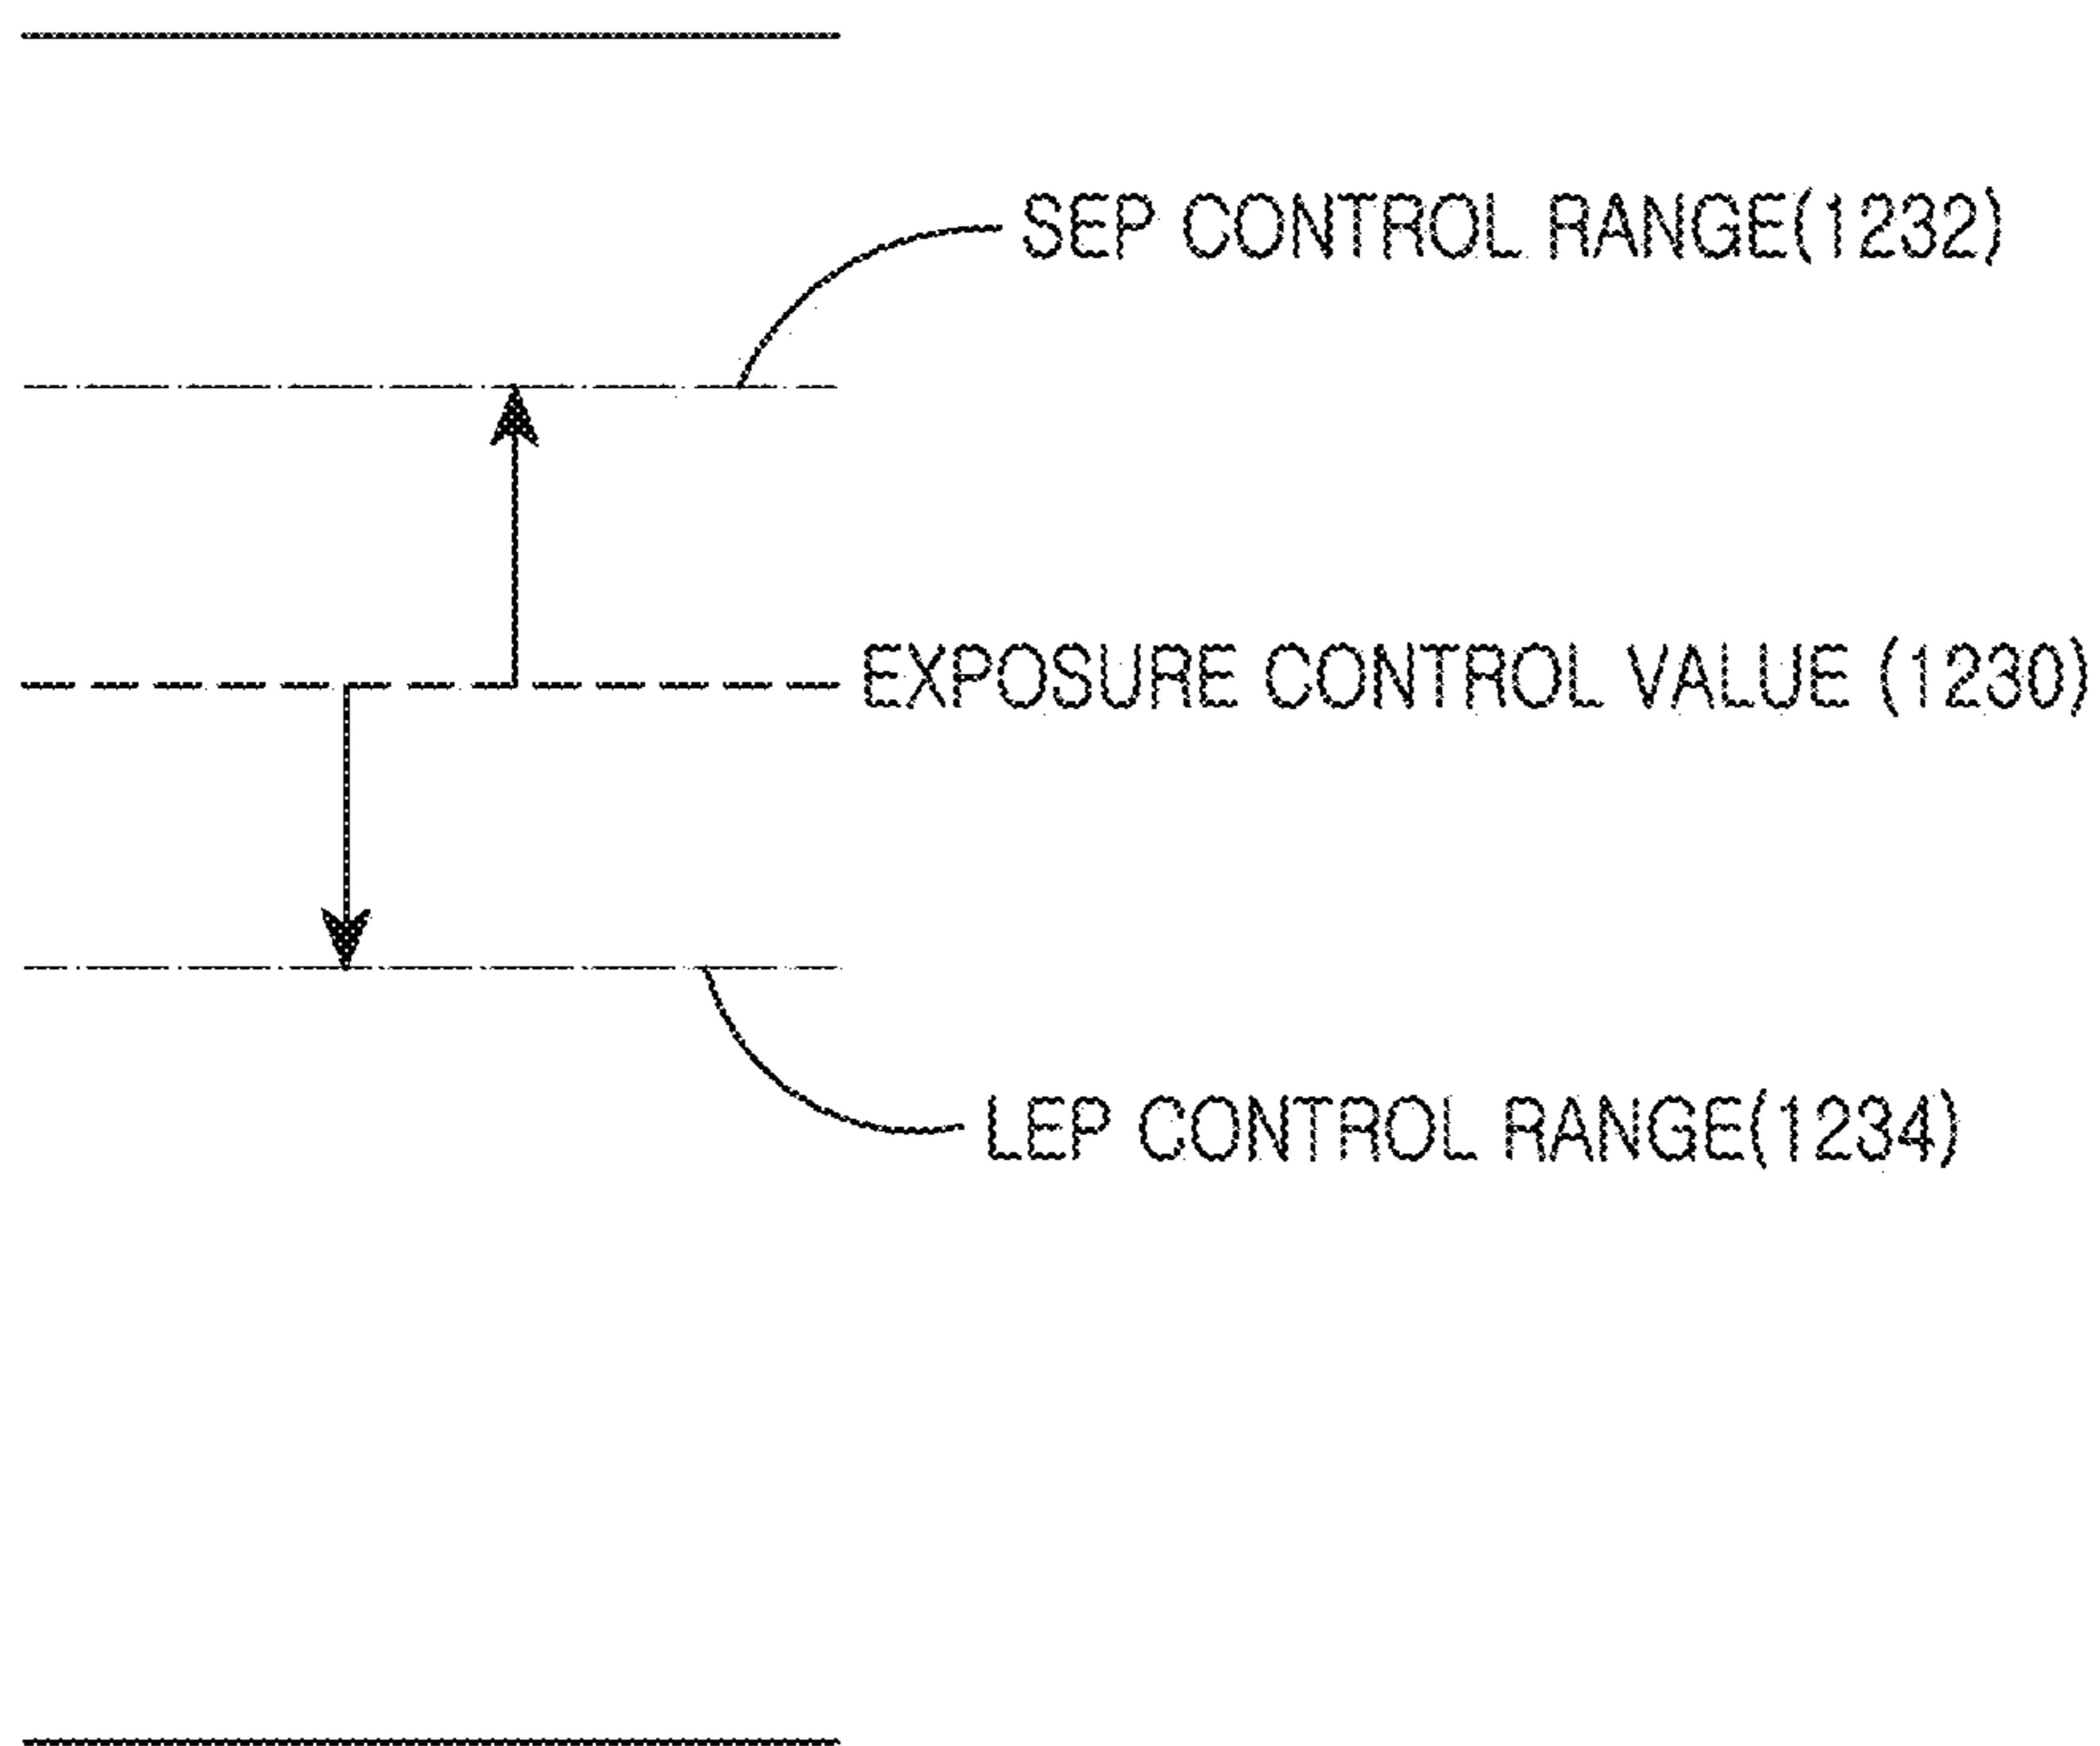 SEP CONTROL RANGE(1232)
EXPOSURE CONTROL VALUE (1230)
LEP CONTROL RANGE(1234)